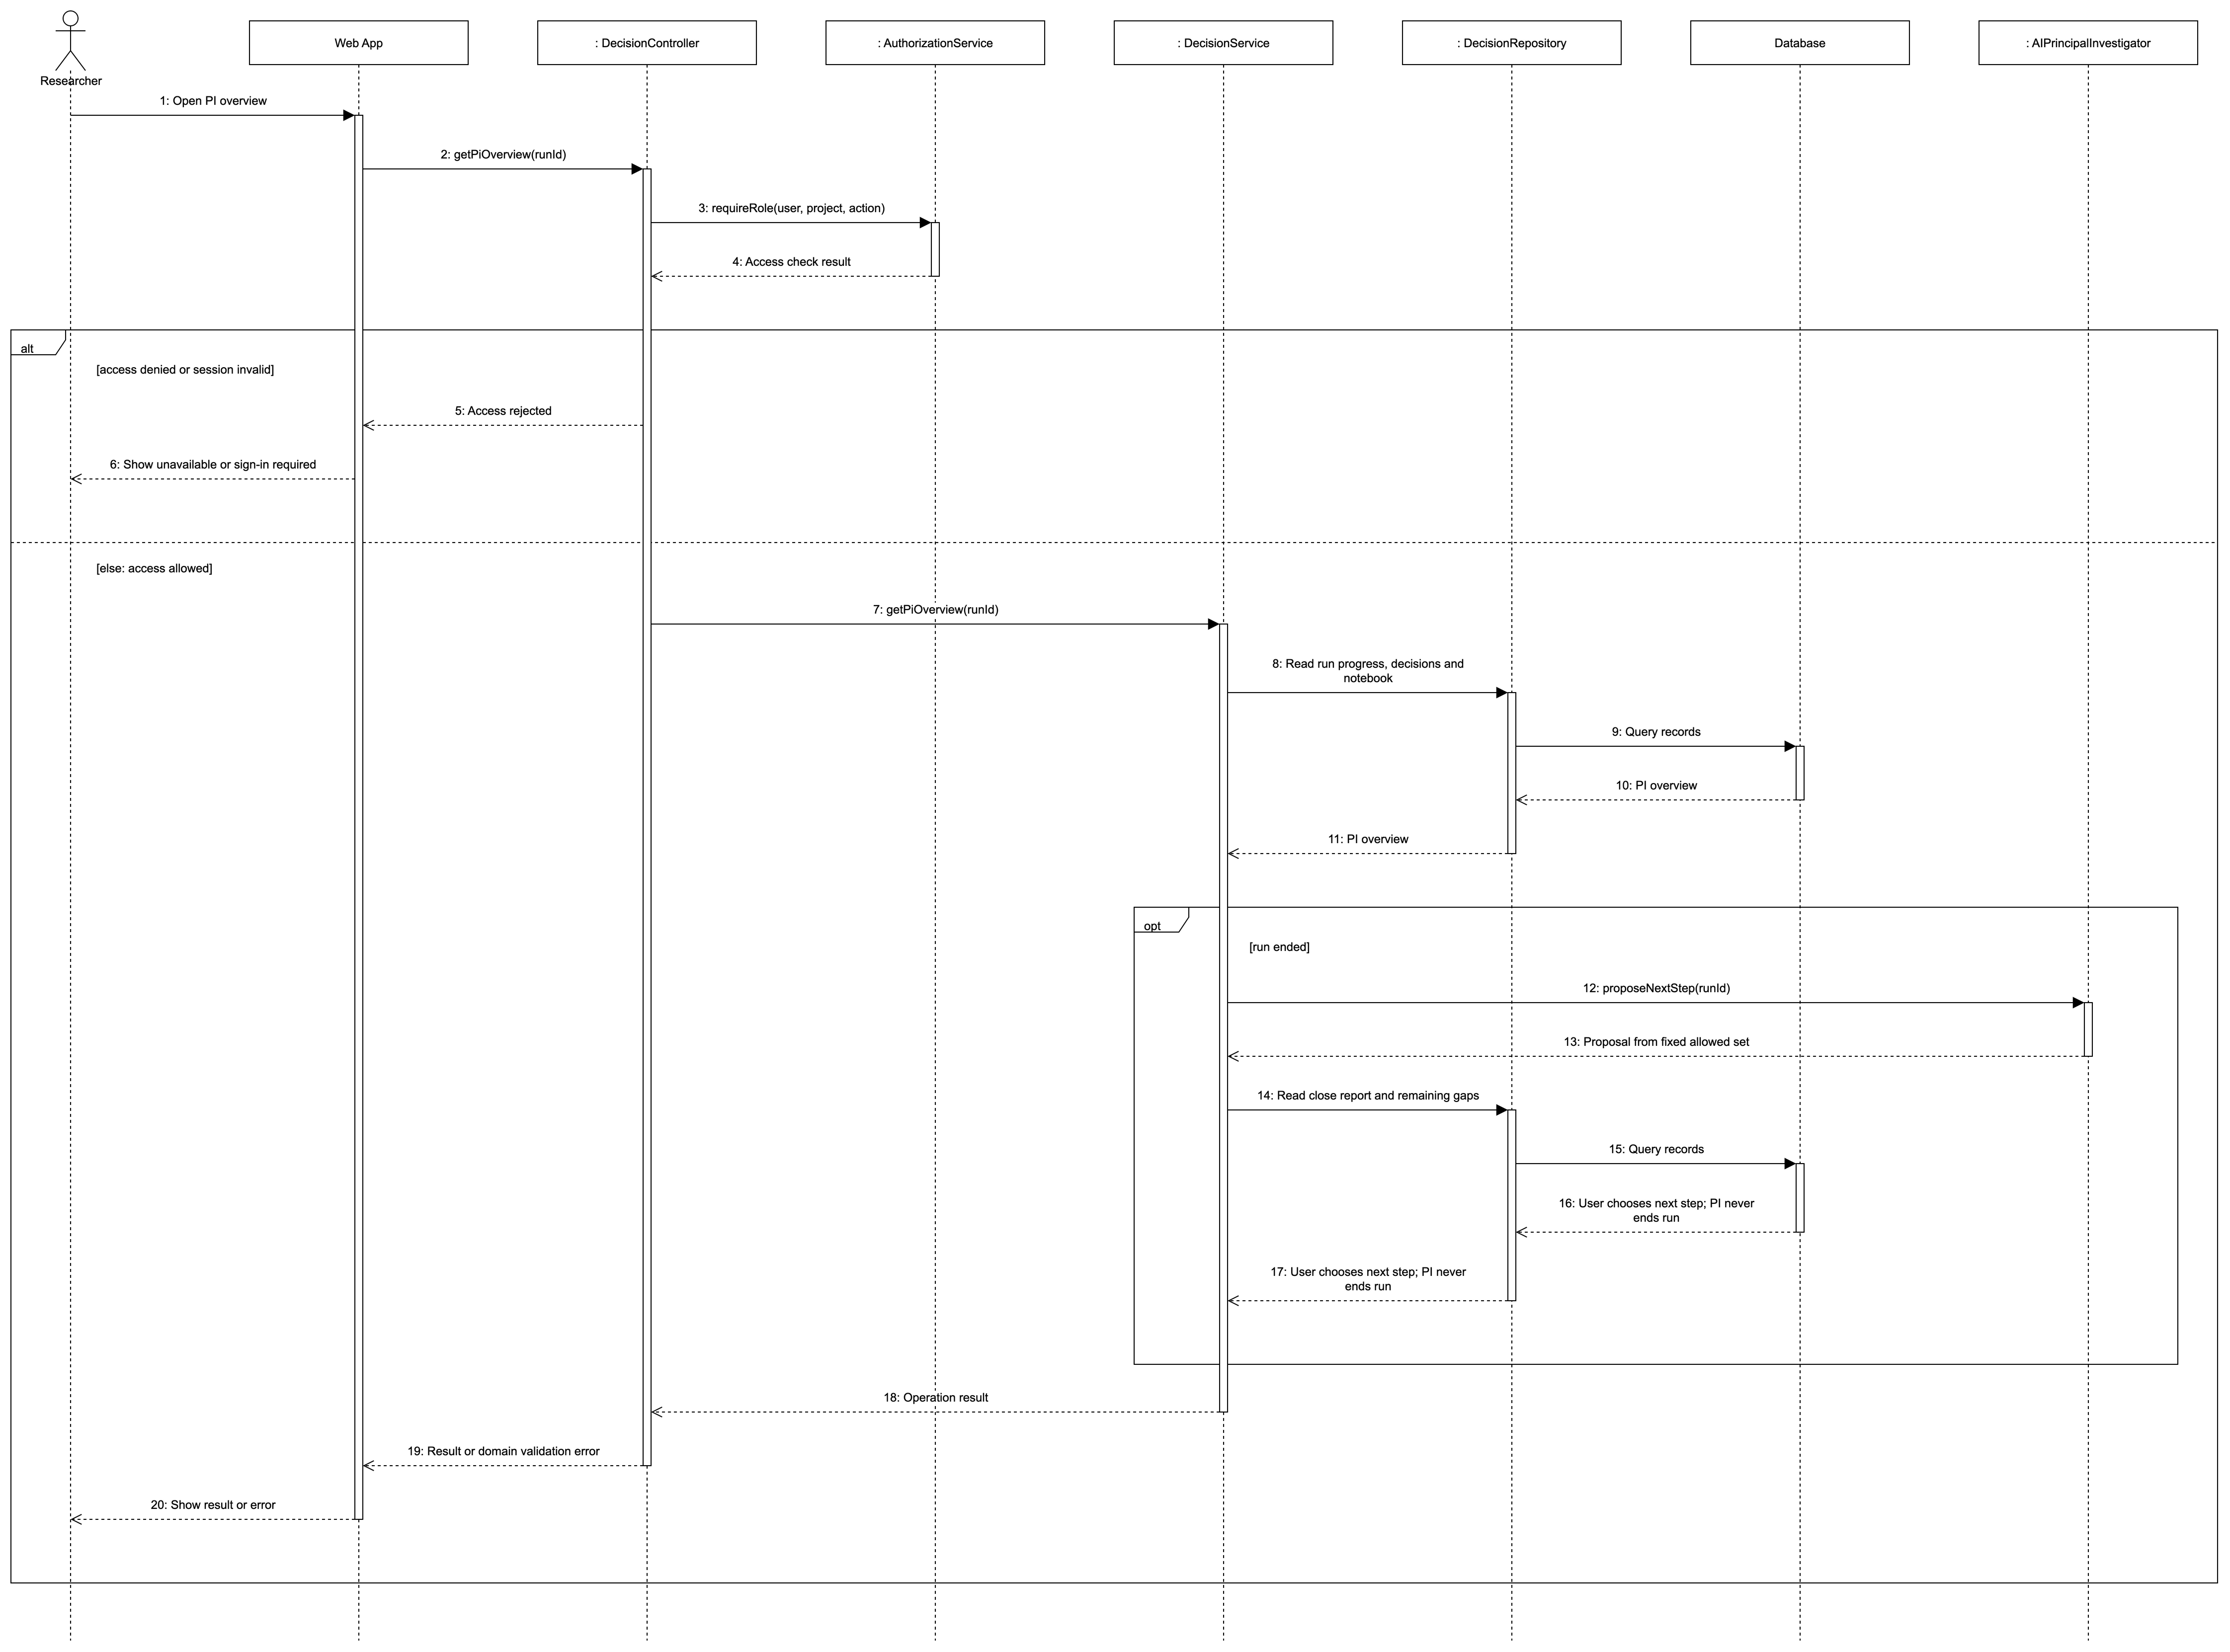 Researcher
Web App
: DecisionController
: AuthorizationService
: DecisionService
: DecisionRepository
Database
: AIPrincipalInvestigator
1: Open PI overview
2: getPiOverview(runId)
3: requireRole(user, project, action)
4: Access check result
alt
[access denied or session invalid]
5: Access rejected
6: Show unavailable or sign-in required
[else: access allowed]
7: getPiOverview(runId)
8: Read run progress, decisions and
notebook
9: Query records
10: PI overview
11: PI overview
opt
[run ended]
12: proposeNextStep(runId)
13: Proposal from fixed allowed set
14: Read close report and remaining gaps
15: Query records
16: User chooses next step; PI never
ends run
17: User chooses next step; PI never
ends run
18: Operation result
19: Result or domain validation error
20: Show result or error